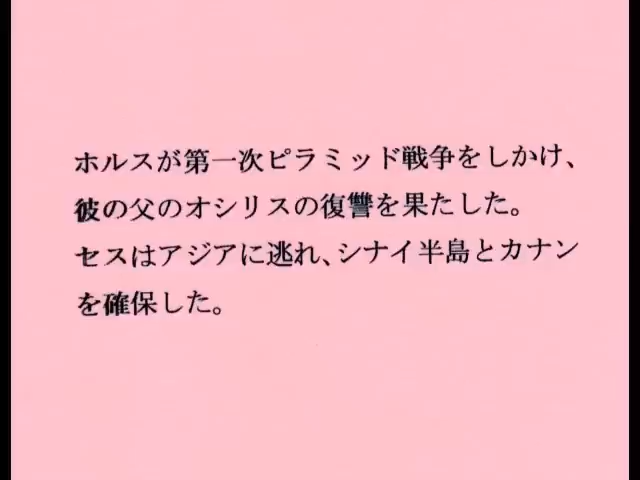 ホルスが第一次ピラミッド戦争をしかけ、
彼の父のオシリスの復讐を果たした。
セスはアジアに逃れ、シナイ半島とカナン
を確保した。